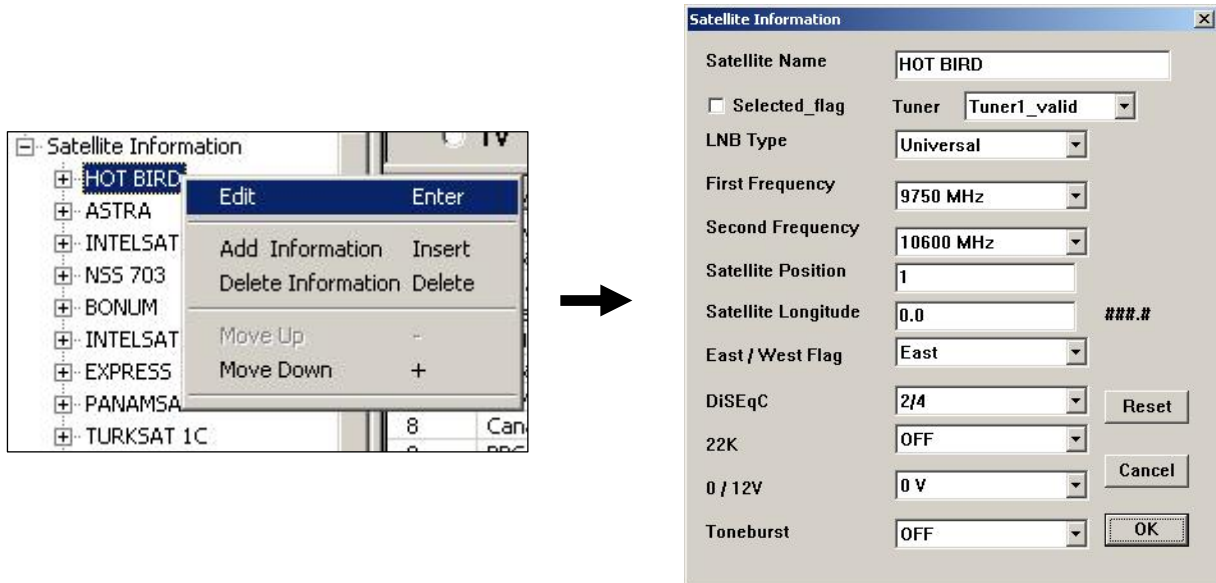 Satellite Information
HOT BIRD
ASTRA
INTELSAT
NSS 703
BONUM
INTELSAT
EXPRESS
PANAMSA
TURKSAT 1C
TV
Edit Enter
Add Information Insert
Delete Information Delete
Move Up -
Move Down +
8 Can
Satellite Information
Satellite Name HOT BIRD
Selected_flag Tuner Tuner1_valid
LNB Type Universal
First Frequency 9750 MHz
Second Frequency 10600 MHz
Satellite Position 1
Satellite Longitude 0.0 ###.#
East / West Flag East
DiSEqC 2/4 Reset
22K OFF
0 / 12V 0 V Cancel
Toneburst OFF OK